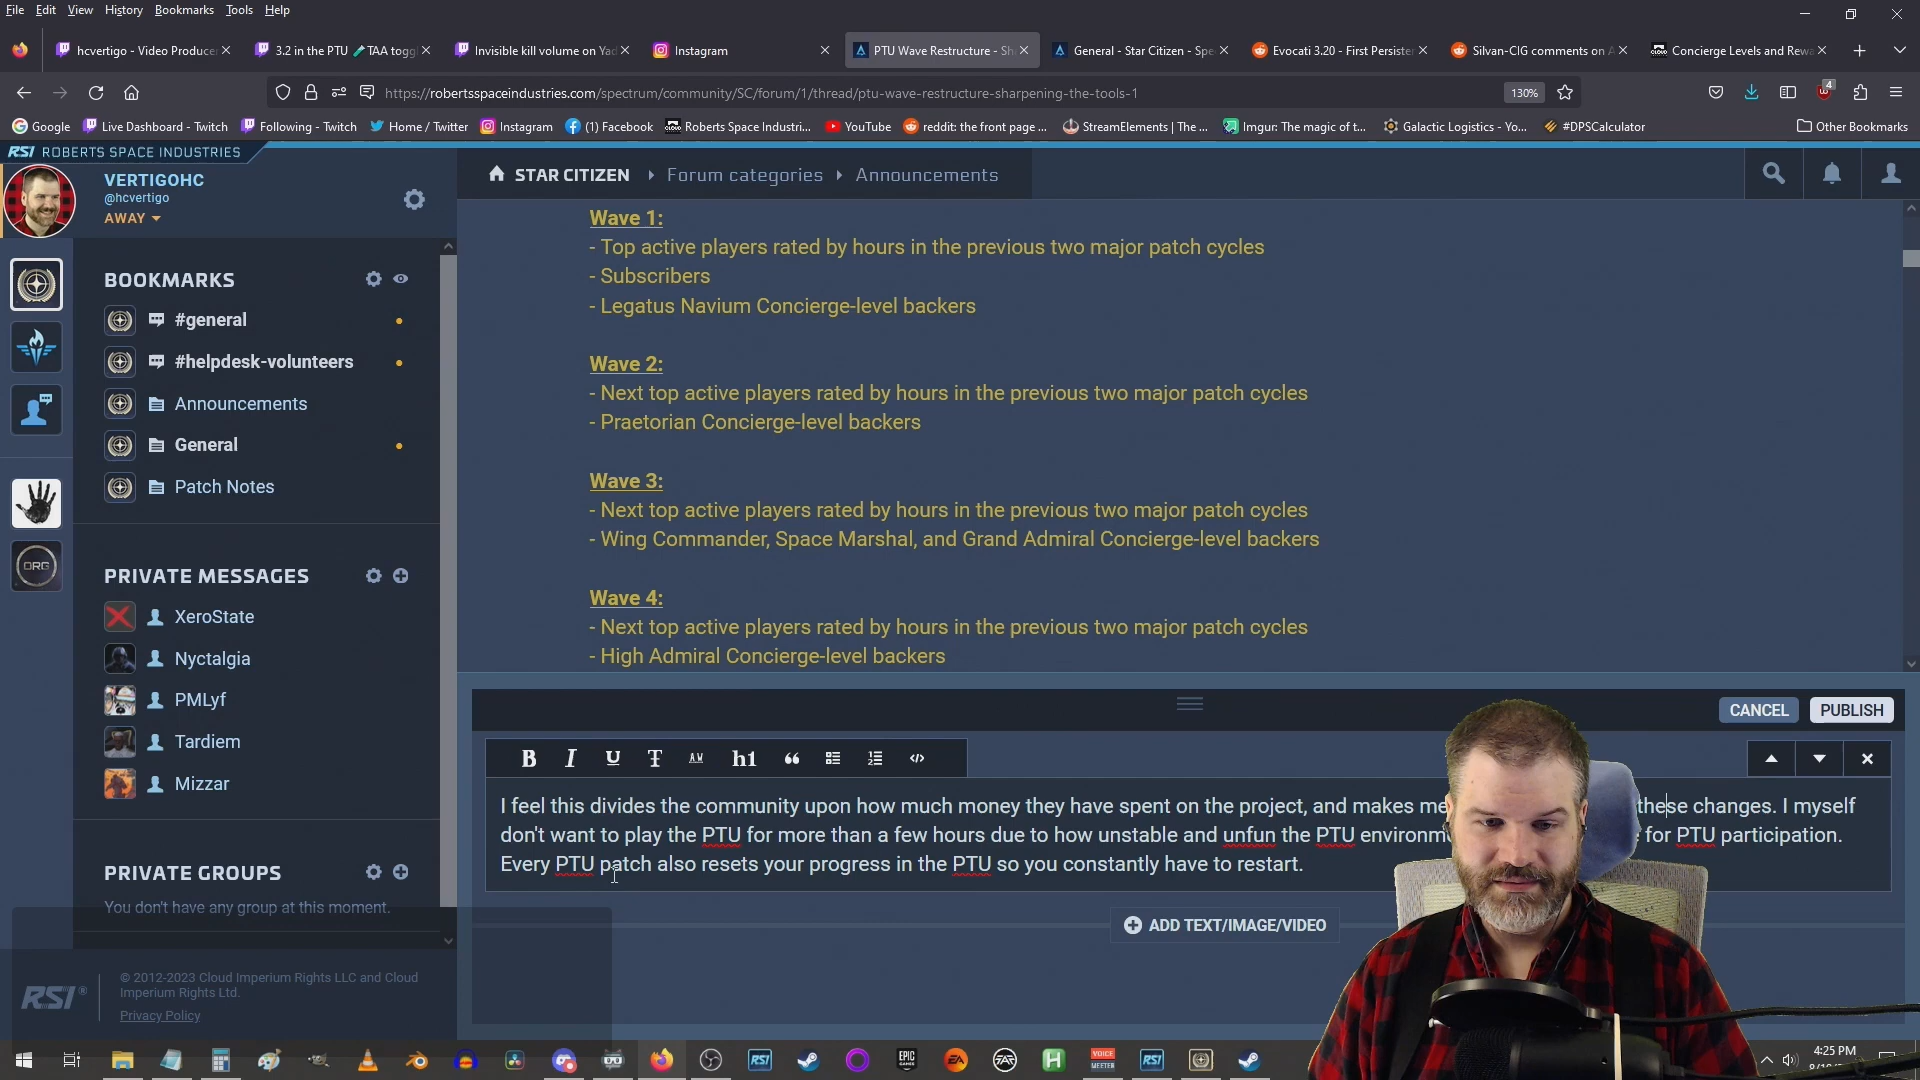 File Edit View History Bookmarks Tools Help
hcvertigo - Video Produce
3.2 in the PTU TAA togg
Invisible kill volume on Ya
Instagram
PTU Wave Restructure - Sh
General - Star Citizen - Spe
Evocati 3.20 - First Persiste
Silvan-CIG comments on A
Concierge Levels and Rewa
https://robertsspaceindustries.com/spectrum/community/SC/forum/1/thread/ptu-wave-restructure-sharpening-the-tools-1
130%
4
Google
Live Dashboard - Twitch
Following - Twitch
Home / Twitter
Instagram
(1) Facebook
Roberts Space Industri...
YouTube
reddit: the front page ...
StreamElements | The ...
Imgur: The magic of t...
Galactic Logistics - Yo...
#DPSCalculator
Other Bookmarks
RSI ROBERTS SPACE INDUSTRIES
VERTIGOHC
@hcvertigo
AWAY
STAR CITIZEN Forum categories Announcements
BOOKMARKS
#general
#helpdesk-volunteers
Announcements
General
Patch Notes
ORG
PRIVATE MESSAGES
XeroState
Nyctalgia
PMLyf
Tardiem
Mizzar
PRIVATE GROUPS
You don't have any group at this moment.
RSI
© 2012-2023 Cloud Imperium Rights LLC and Cloud
Imperium Rights Ltd.
Privacy Policy
Wave 1:
- Top active players rated by hours in the previous two major patch cycles
- Subscribers
- Legatus Navium Concierge-level backers
Wave 2:
- Next top active players rated by hours in the previous two major patch cycles
- Praetorian Concierge-level backers
Wave 3:
- Next top active players rated by hours in the previous two major patch cycles
- Wing Commander, Space Marshal, and Grand Admiral Concierge-level backers
Wave 4:
- Next top active players rated by hours in the previous two major patch cycles
- High Admiral Concierge-level backers
CANCEL PUBLISH
B I U T AW h1
I feel this divides the community upon how much money they have spent on the project, and makes me these changes. I myself
don't want to play the PTU for more than a few hours due to how unstable and unfun the PTU for PTU participation.
Every PTU patch also resets your progress in the PTU so you constantly have to restart.
ADD TEXT/IMAGE/VIDEO
RSI
EPIC GAMES
EA
H
VOICE MEETER
RSI
4:25 PM